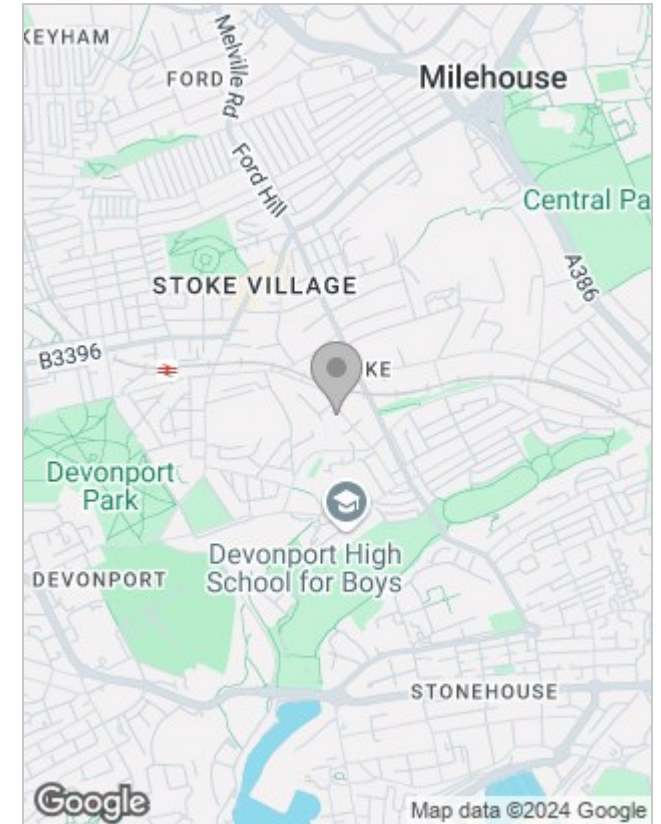 KEYHAM
Melville Rd
FORD
Milehouse
Ford Hill
Central Pa
STOKE VILLAGE
A386
B3396
KE
Devonport
Park
Devonport High
School for Boys
DEVONPORT
STONEHOUSE
Google
Map data ©2024 Google